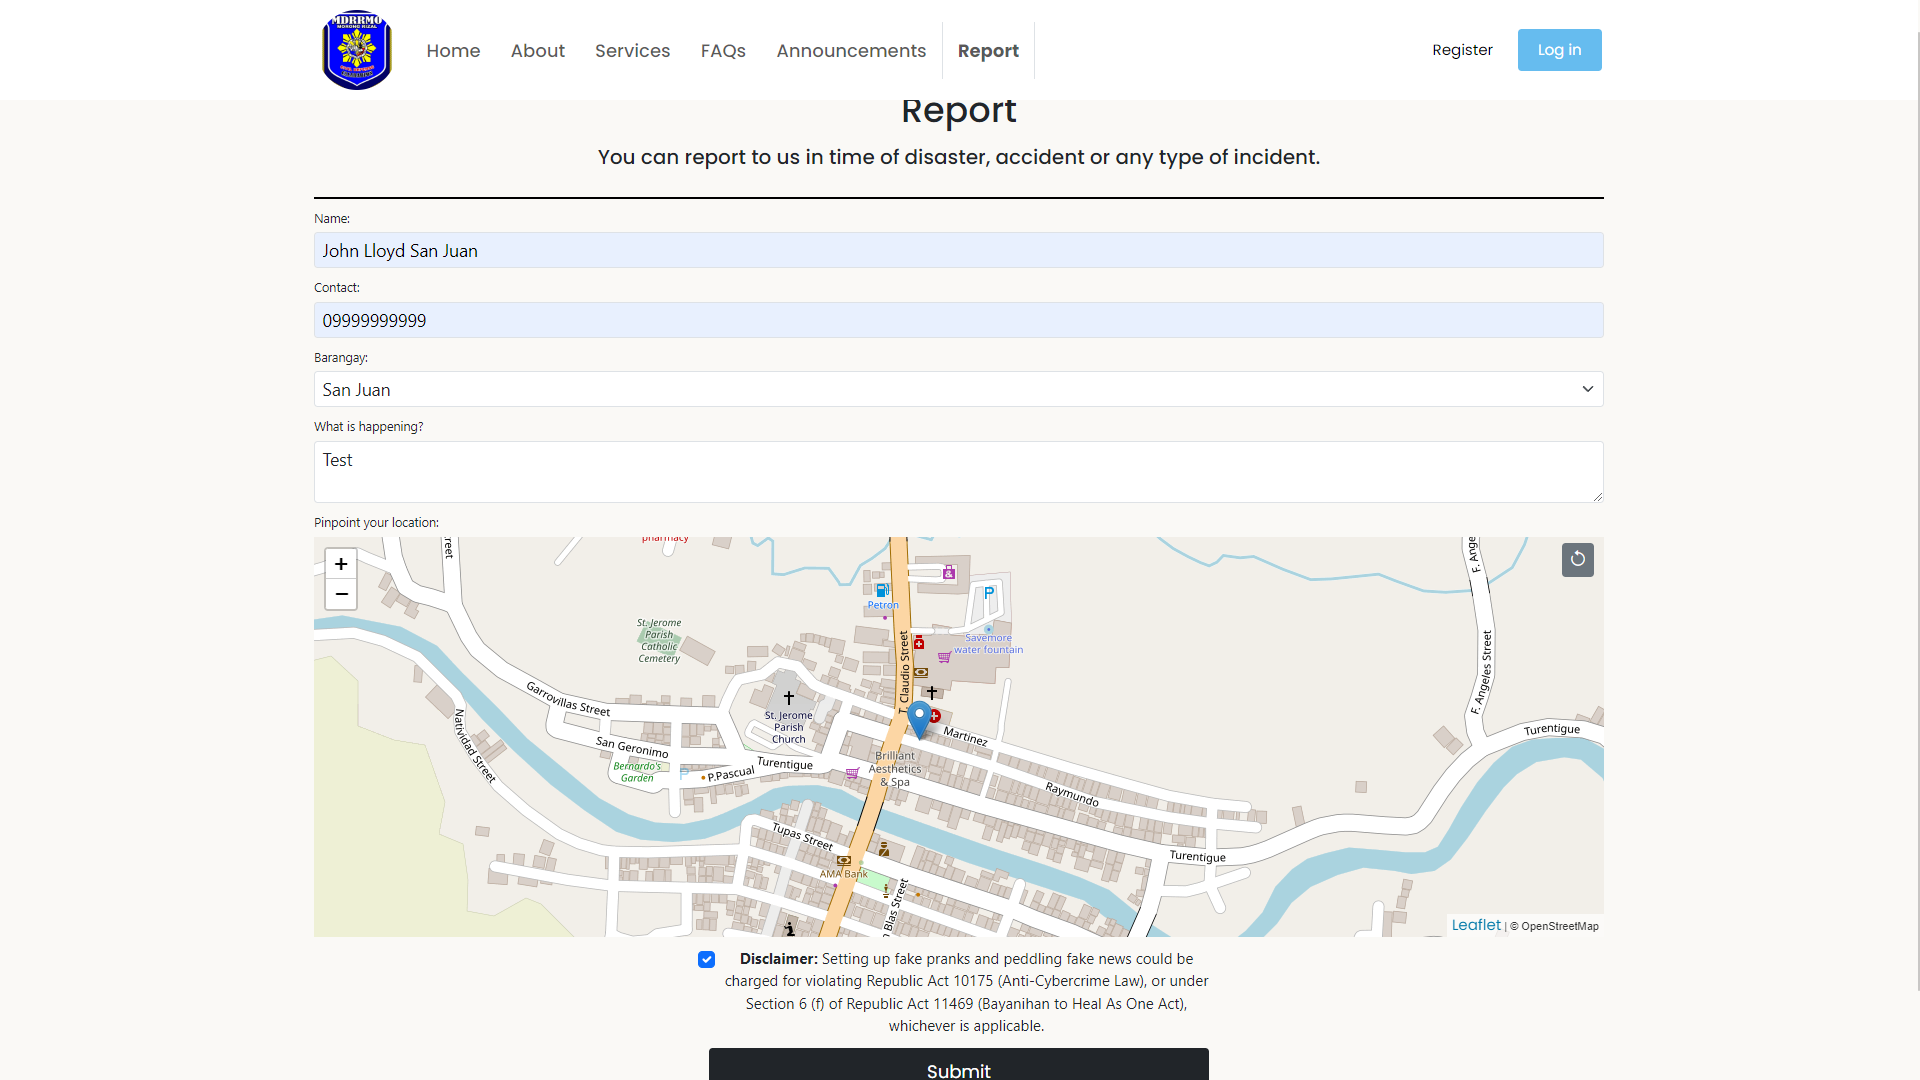 MDRRMO
MORONG RIZAL
Home
About
Services
FAQs
Announcements
Report
Register
Log in
Report
You can report to us in time of disaster, accident or any type of incident.
Name:
John Lloyd San Juan
Contact:
09999999999
Barangay:
San Juan
What is happening?
Test
Pinpoint your location:
+
−
pharmacy
reet
F. Ange
P
Petron
St. Jerome
Parish
Catholic
Cemetery
Savemore
water fountain
T. Claudio Street
F. Angeles Street
Garrovillas Street
Natividad Street
St. Jerome
Parish
Church
Martinez
Turentigue
San Geronimo
Brilliant
Aesthetics
& Spa
Bernardo's
Garden
P
P.Pascual
Turentigue
Raymundo
Tupas Street
Turentigue
AMA Bank
n Blas Street
Leaflet | © OpenStreetMap
Disclaimer: Setting up fake pranks and peddling fake news could be
charged for violating Republic Act 10175 (Anti-Cybercrime Law), or under
Section 6 (f) of Republic Act 11469 (Bayanihan to Heal As One Act),
whichever is applicable.
Submit